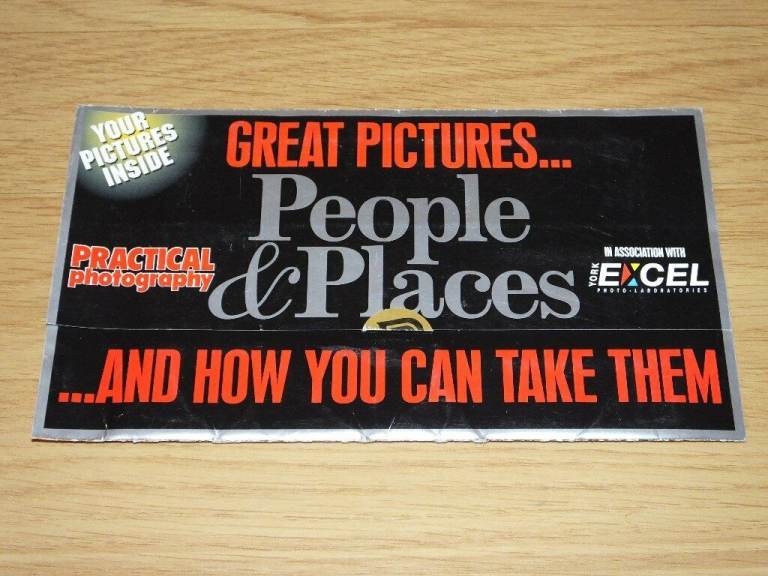 YOUR
PICTURES
INSIDE
GREAT PICTURES...
People
& Places
PRACTICAL
photography
IN ASSOCIATION WITH
YORK
EXCEL
PHOTO-LABORATORIES
...AND HOW YOU CAN TAKE THEM